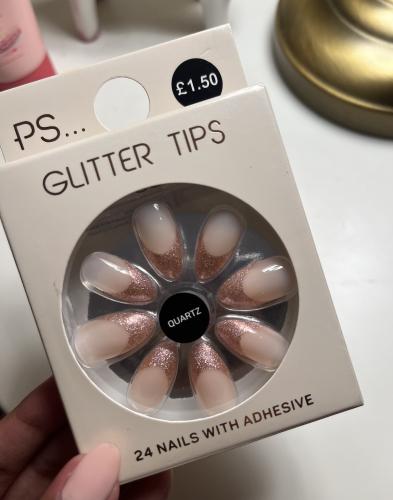 PS...
£1.50
GLITTER TIPS
QUARTZ
24 NAILS WITH ADHESIVE